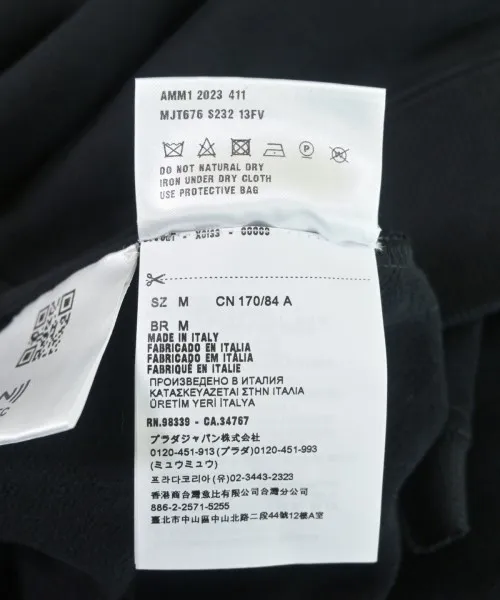 AMM1 2023 411
MJT676 S232 13FV
DO NOT NATURAL DRY
IRON UNDER DRY CLOTH
USE PROTECTIVE BAG
SZ M CN 170/84 A
BR M
MADE IN ITALY
FABRICADO EN ITALIA
FABRICADO EM ITÁLIA
FABRIQUÉ EN ITALIE
ПРОИЗВЕДЕНО В ИТАЛИЯ
ΚΑΤΑΣΚΕΥΑΖΕΤΑΙ ΣΤΗΝ ΙΤΑΛΙΑ
ÜRETİM YERİ İTALYA
RN.98339 - CA.34767
プラダジャパン(株)
0120-451-913 (プラダ) 0120-451-993
(ミュウミュウ)
프라다코리아 (유) 02-3443-2323
香港商台灣普比有限公司台灣分公司
886-2-2571-5255
臺北市中山區中山北路二段44號12樓A室